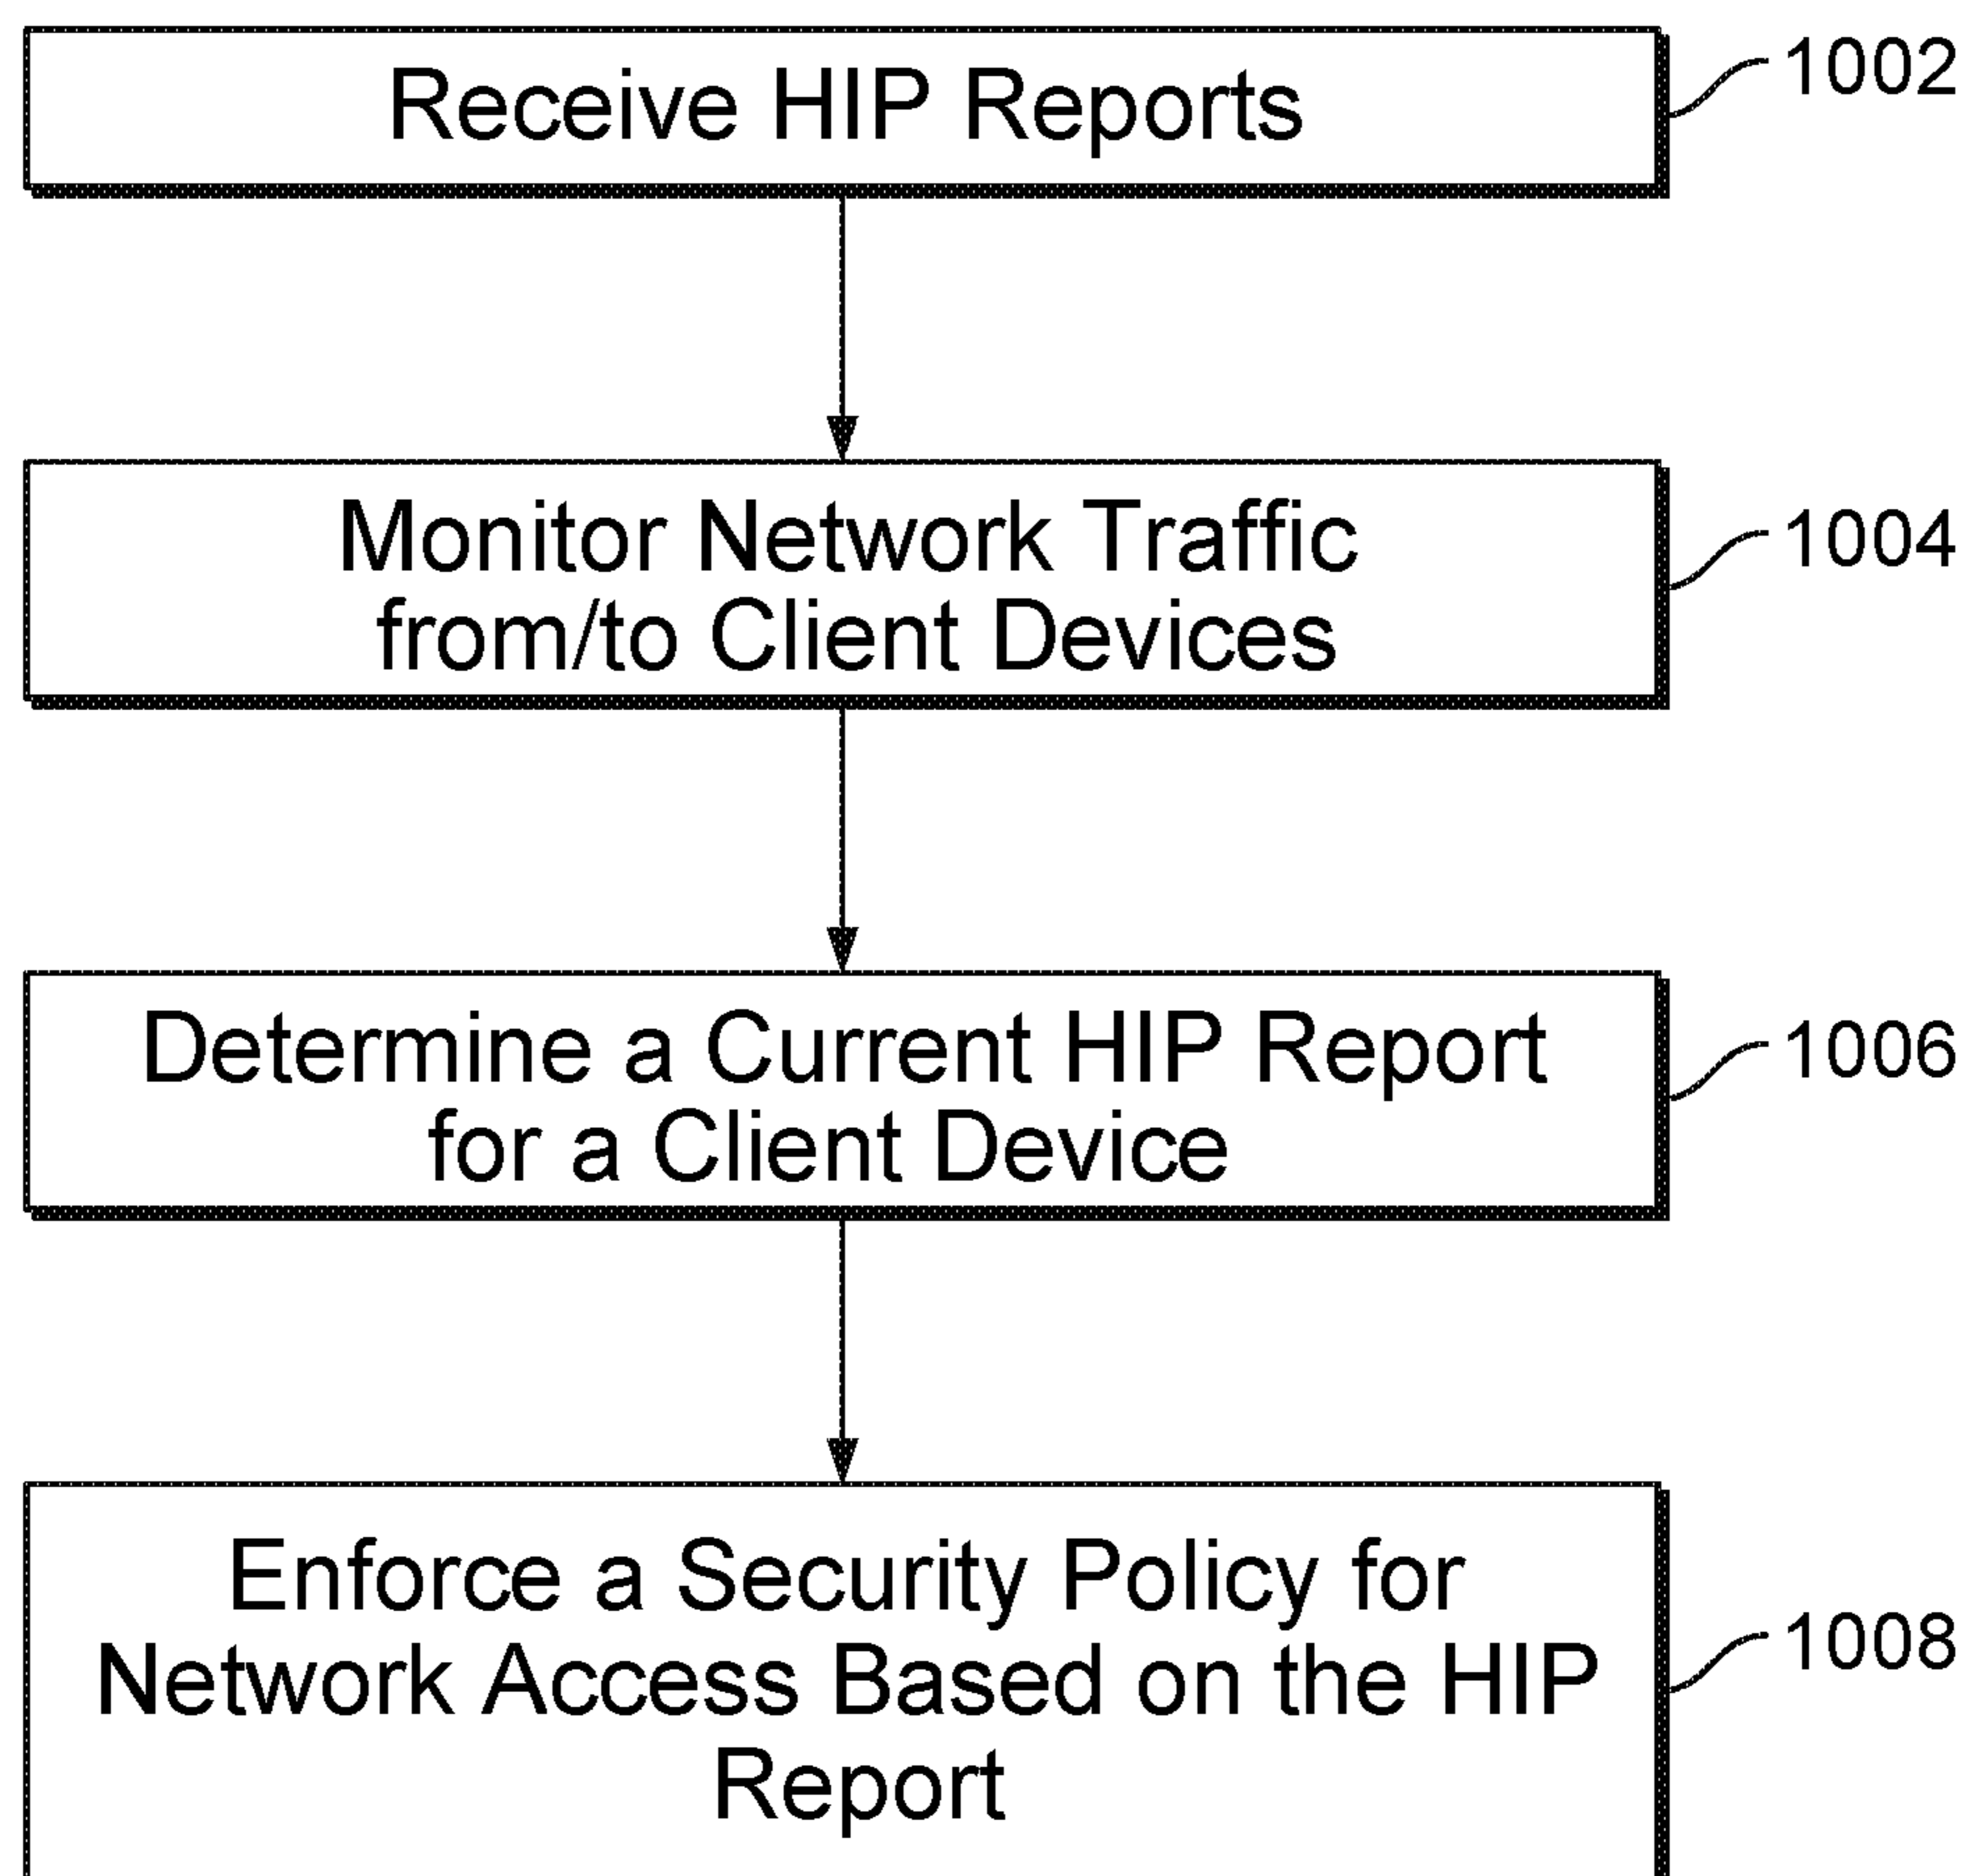 Receive HIP Reports
1002
Monitor Network Traffic
from/to Client Devices
1004
Determine a Current HIP Report
for a Client Device
1006
Enforce a Security Policy for
Network Access Based on the HIP
Report
1008